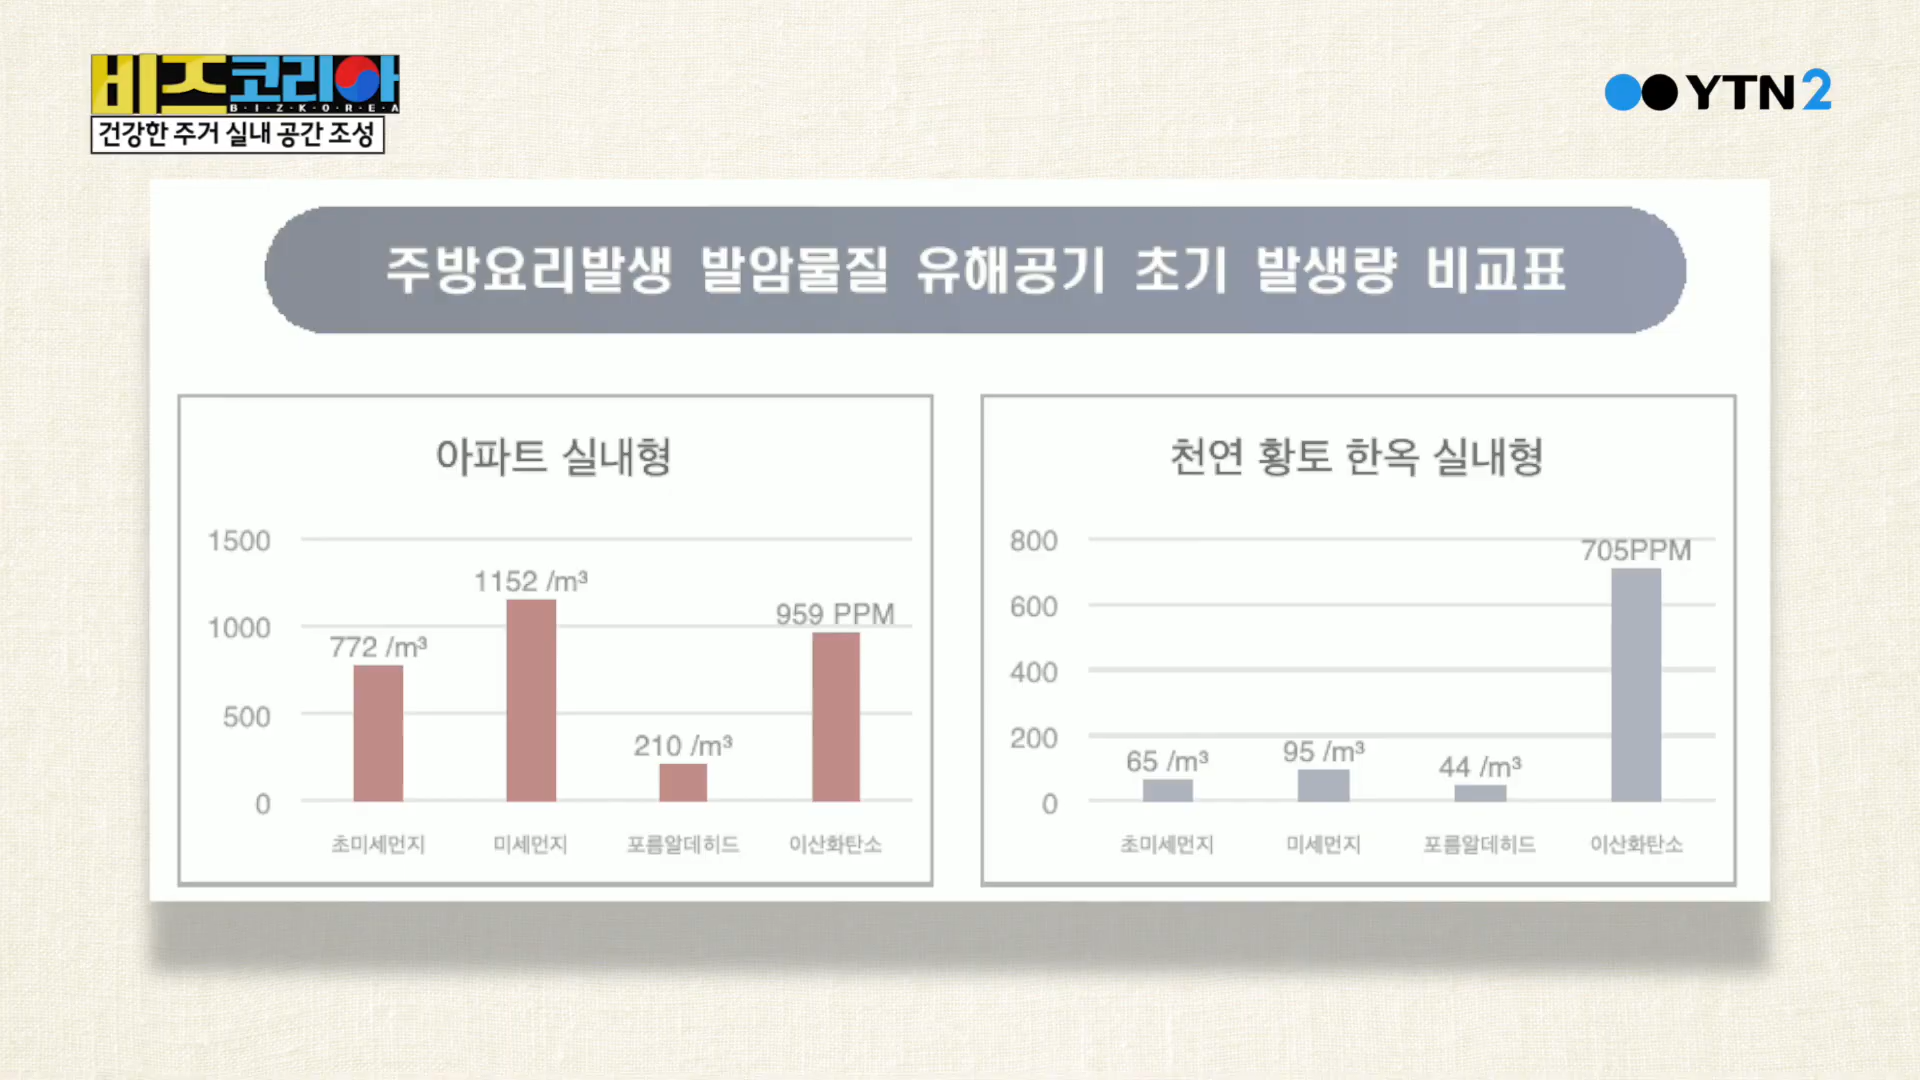 비즈코리아
B·I·Z·K·O·R·E·A
건강한 주거 실내 공간 조성
YTN2
주방요리발생 발암물질 유해공기 초기 발생량 비교표
아파트 실내형
1500
1000
500
0
772 /m³
1152 /m³
210 /m³
959 PPM
초미세먼지
미세먼지
포름알데히드
이산화탄소
천연 황토 한옥 실내형
800
600
400
200
0
65 /m³
95 /m³
44 /m³
705PPM
초미세먼지
미세먼지
포름알데히드
이산화탄소